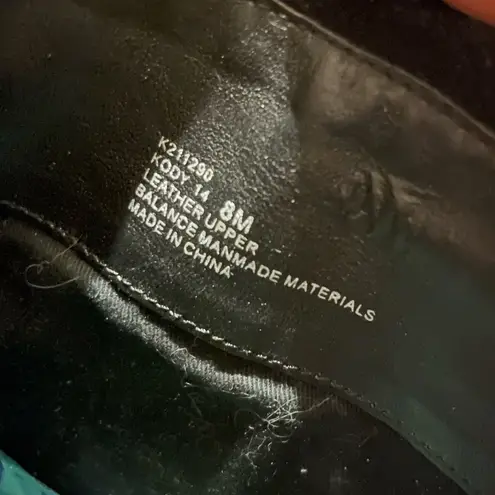 K211290
KODY 14 8M
LEATHER UPPER
BALANCE MANMADE MATERIALS
MADE IN CHINA